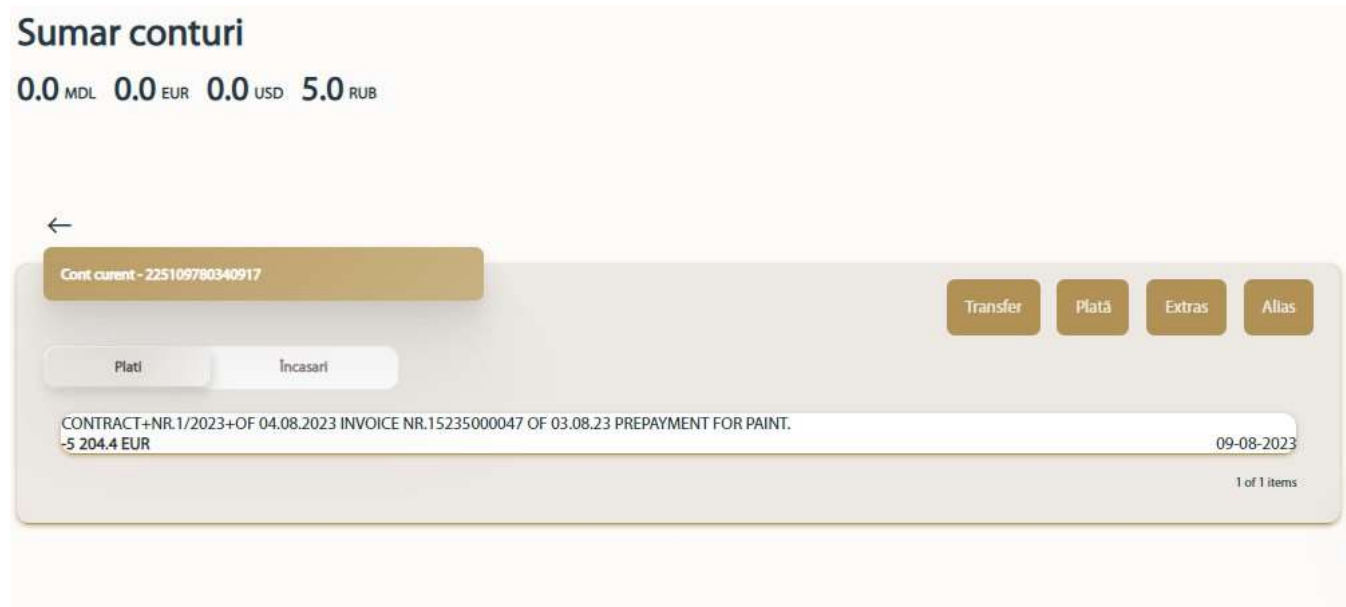 Sumar conturi
0.0 MDL 0.0 EUR 0.0 USD 5.0 RUB
Cont curent - 225109780340917
Transfer Plată Extras Alias
Plati Încasari
CONTRACT+NR.1/2023+OF 04.08.2023 INVOICE NR.15235000047 OF 03.08.23 PREPAYMENT FOR PAINT.
-5 204.4 EUR 09-08-2023
1 of 1 items